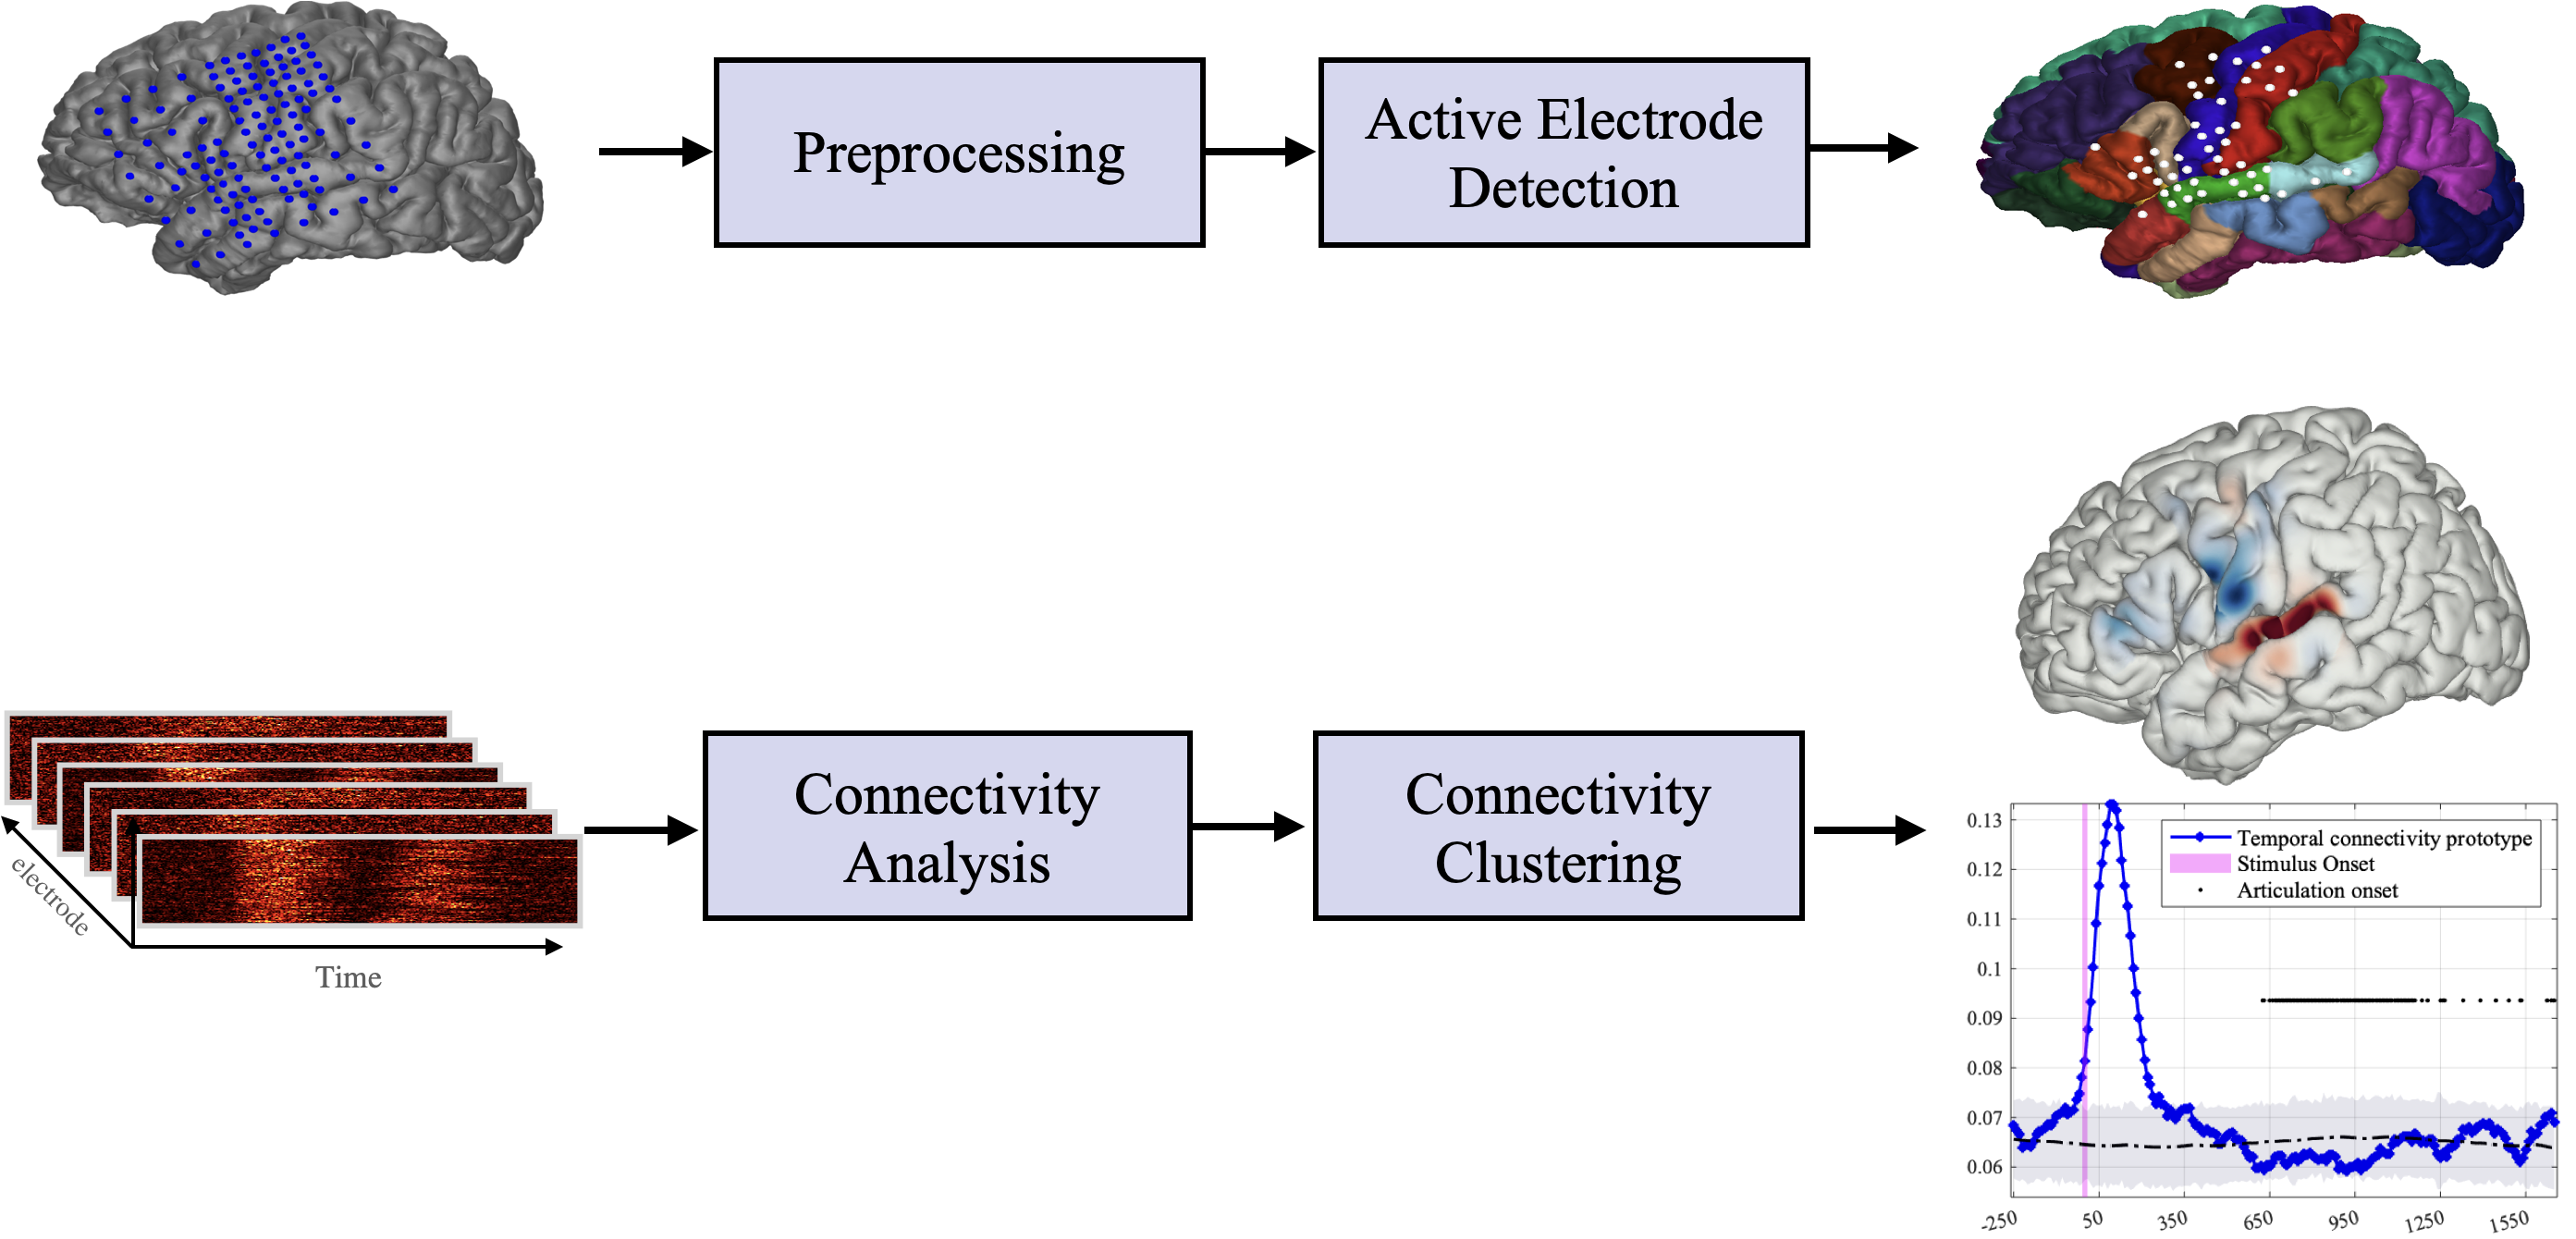 Preprocessing
Active Electrode
Detection
electrode
Time
Connectivity
Analysis
Connectivity
Clustering
0.13
0.12
0.11
0.1
0.09
0.08
0.07
0.06
Temporal connectivity prototype
Stimulus Onset
Articulation onset
-250 50 350 650 950 1250 1550